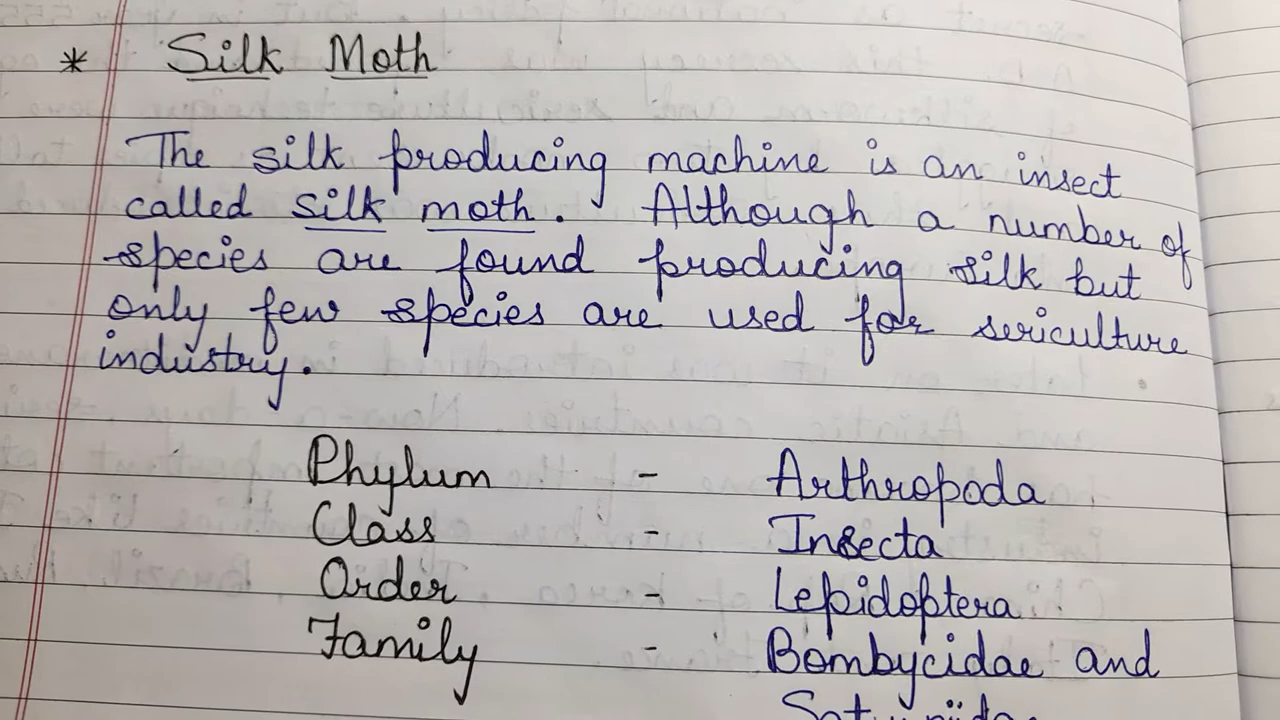 * Silk Moth
The silk producing machine is an insect
called silk moth. Although a number of
species are found producing silk but
only few species are used for sericulture
industry.
Phylum - Arthropoda
Class - Insecta
Order - Lepidoptera
Family - Bombycidae and